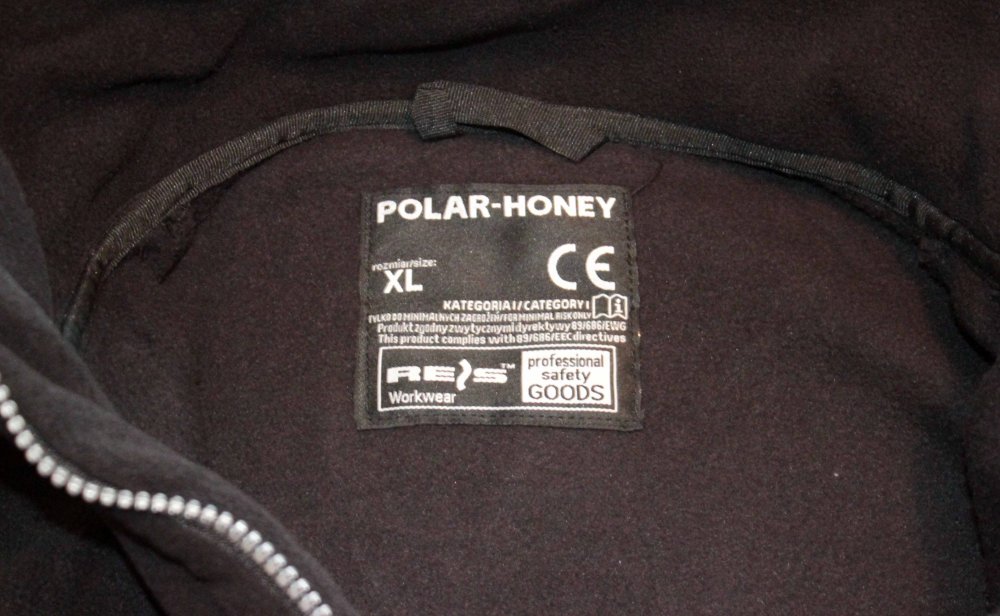 POLAR-HONEY
rozmiar/size:
XL
CE
KATEGORIA I/CATEGORY I
TYLKO DO MINIMALNYCH ZAGROŻEŃ/FOR MINIMAL RISK ONLY
Produkt zgodny z wytycznymi dyrektywy 89/686/EWG
This product complies with 89/686/EEC directives
REIS™
Workwear
professional
safety
GOODS